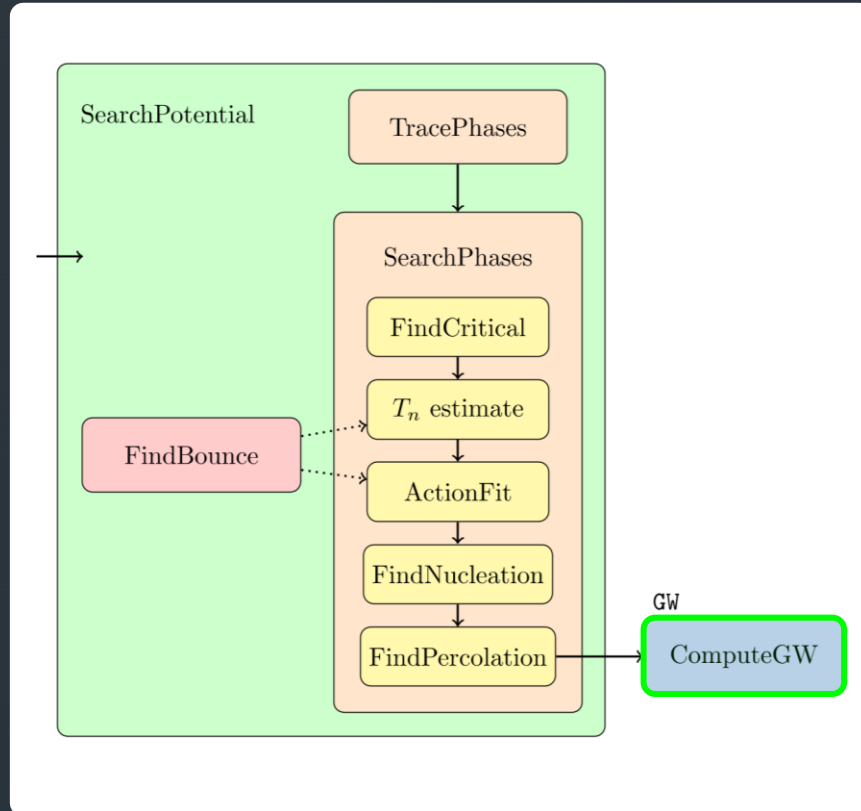 SearchPotential
TracePhases
SearchPhases
FindCritical
Tₙ estimate
FindBounce
ActionFit
FindNucleation
GW
FindPercolation
ComputeGW